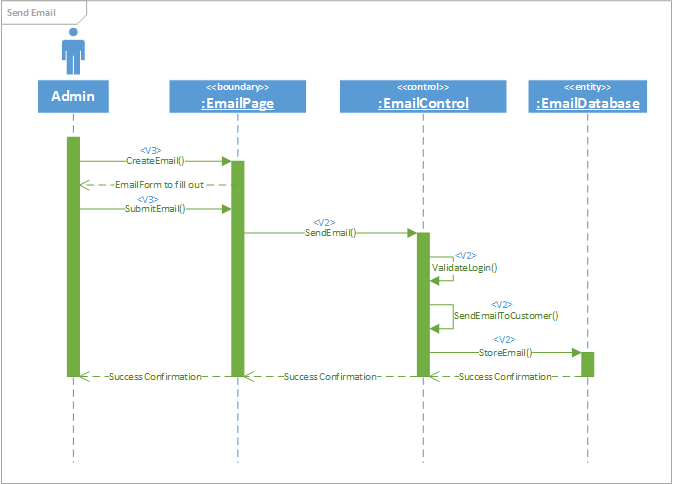 Send Email
Admin
<<boundary>>
:EmailPage
<<control>>
:EmailControl
<<entity>>
:EmailDatabase
<V3>
CreateEmail()
EmailForm to fill out
<V3>
SubmitEmail()
<V2>
SendEmail()
<V2>
ValidateLogin()
<V2>
SendEmailToCustomer()
<V2>
StoreEmail()
Success Confirmation
Success Confirmation
Success Confirmation